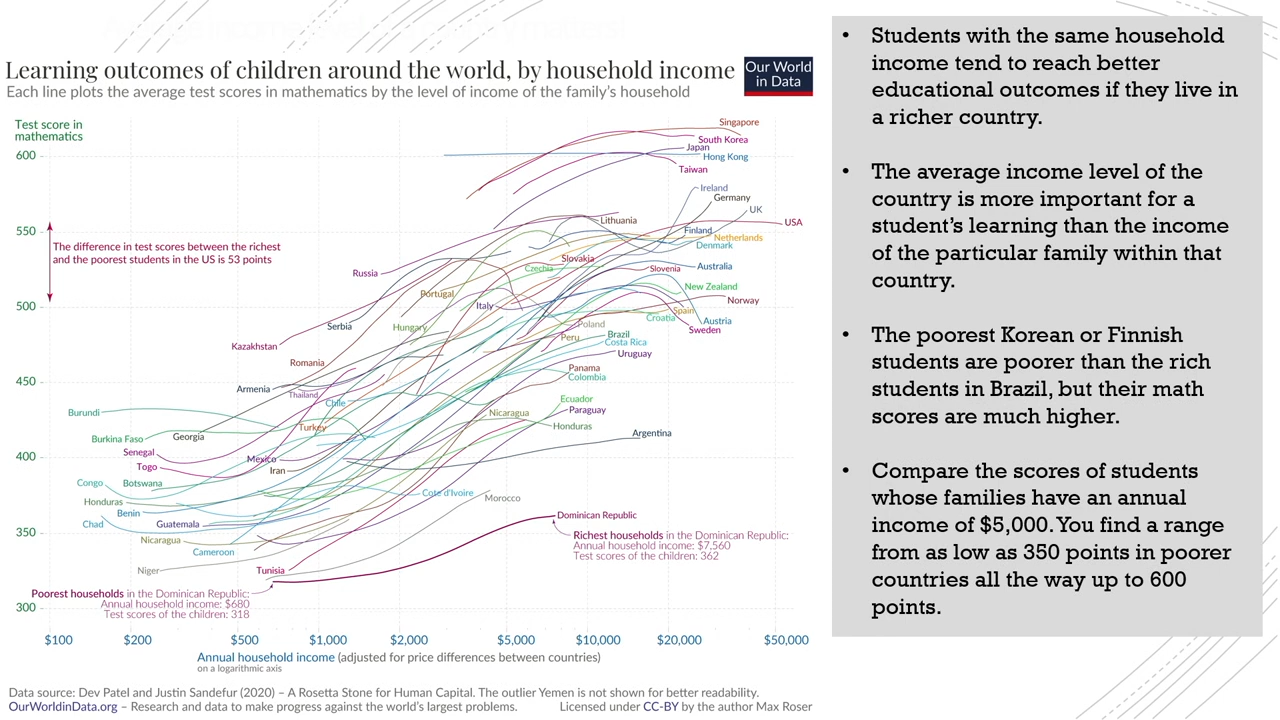 Average income level of a country matters!
Learning outcomes of children around the world, by household income
Our World
in Data
Each line plots the average test scores in mathematics by the level of income of the family's household
Test score in
mathematics
600
550
500
450
400
350
300
The difference in test scores between the richest
and the poorest students in the US is 53 points
Singapore
South Korea
Japan
Hong Kong
Taiwan
Ireland
Germany
UK
Lithuania
USA
Finland
Netherlands
Denmark
Slovakia
Russia
Czechia
Slovenia
Australia
Portugal
New Zealand
Italy
Norway
Spain
Croatia
Austria
Serbia
Hungary
Poland
Sweden
Peru
Brazil
Costa Rica
Kazakhstan
Uruguay
Romania
Panama
Colombia
Armenia
Thailand
Chile
Ecuador
Burundi
Nicaragua
Paraguay
Turkey
Honduras
Burkina Faso
Georgia
Argentina
Senegal
Mexico
Togo
Iran
Congo
Botswana
Cote d'Ivoire
Morocco
Honduras
Benin
Chad
Guatemala
Dominican Republic
Nicaragua
Cameroon
Richest households in the Dominican Republic:
Annual household income: $7,560
Test scores of the children: 362
Niger
Tunisia
Poorest households in the Dominican Republic:
Annual household income: $680
Test scores of the children: 318
$100
$200
$500
$1,000
$2,000
$5,000
$10,000
$20,000
$50,000
Annual household income (adjusted for price differences between countries)
on a logarithmic axis
Data source: Dev Patel and Justin Sandefur (2020) – A Rosetta Stone for Human Capital. The outlier Yemen is not shown for better readability.
OurWorldinData.org – Research and data to make progress against the world's largest problems.
Licensed under CC-BY by the author Max Roser
• Students with the same household
income tend to reach better
educational outcomes if they live in
a richer country.
• The average income level of the
country is more important for a
student's learning than the income
of the particular family within that
country.
• The poorest Korean or Finnish
students are poorer than the rich
students in Brazil, but their math
scores are much higher.
• Compare the scores of students
whose families have an annual
income of $5,000. You find a range
from as low as 350 points in poorer
countries all the way up to 600
points.